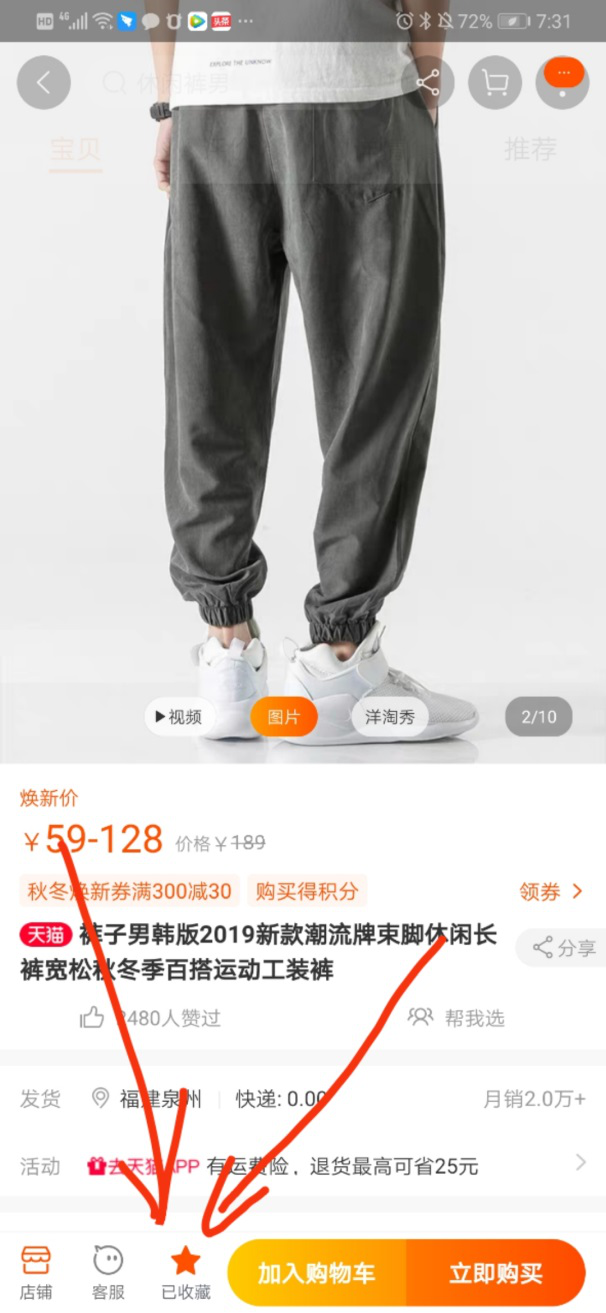 HD 4G 头条 72% 7:31
休闲裤男
宝贝 推荐
EXPLORE THE UNKNOWN
视频 图片 洋淘秀 2/10
焕新价
￥59-128 价格￥189
秋冬焕新券满300减30 购买得积分 领券
天猫 裤子男韩版2019新款潮流牌束脚休闲长
裤宽松秋冬季百搭运动工装裤
分享
480人赞过 帮我选
发货 福建泉州 快递: 0.00 月销2.0万+
活动 去天猫APP 有运费险，退货最高可省25元
店铺 客服 已收藏 加入购物车 立即购买